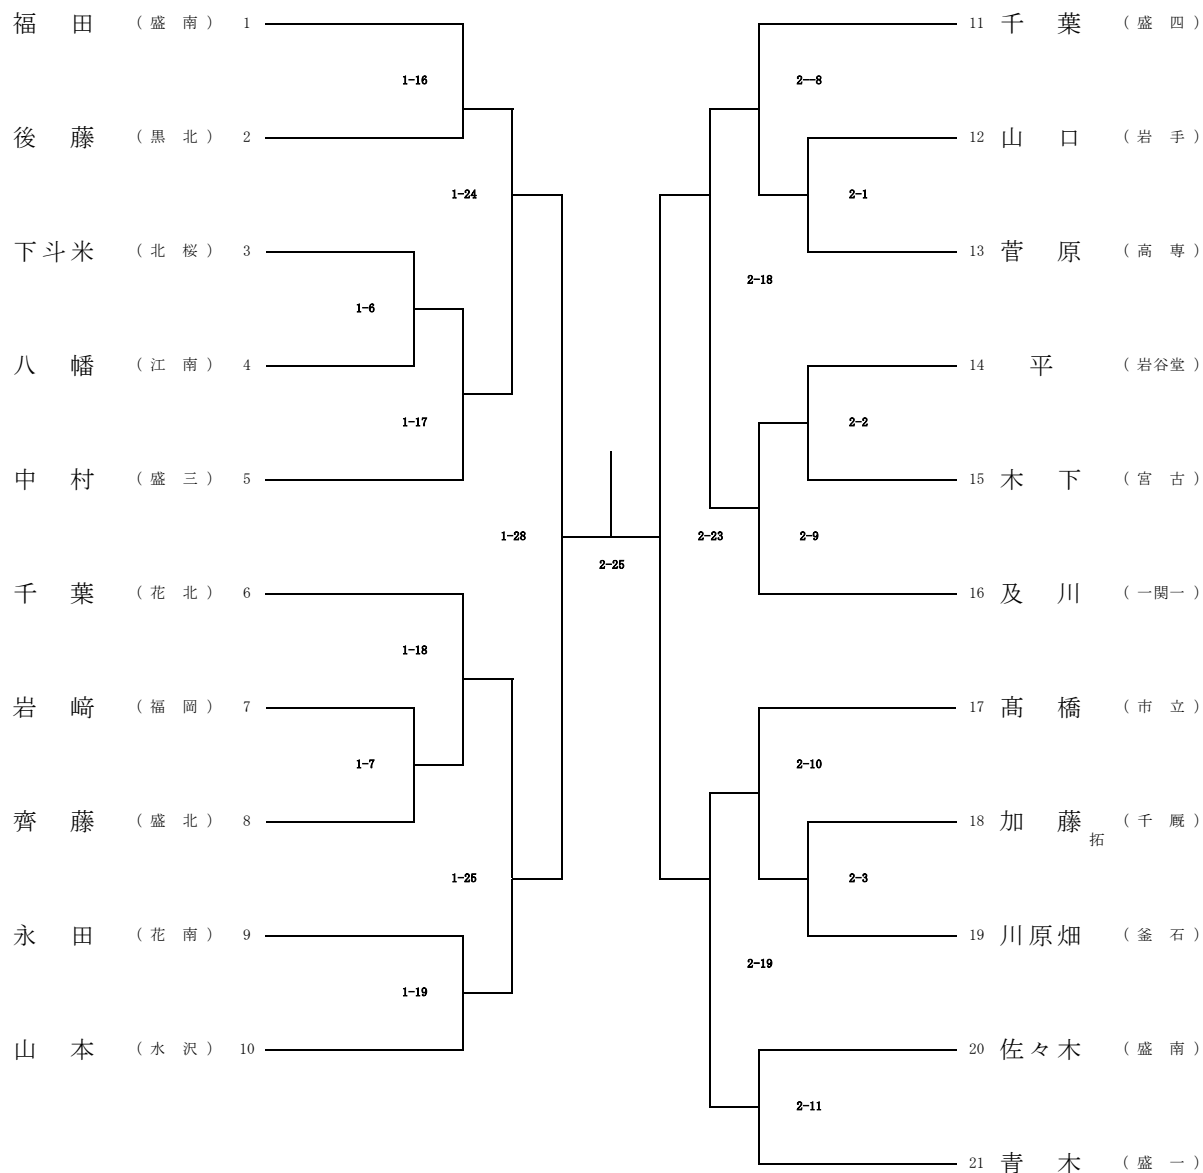 福田 (盛南) 1
1-16
後藤 (黒北) 2
1-24
下斗米 (北桜) 3
1-6
八幡 (江南) 4
1-17
中村 (盛三) 5
1-28
千葉 (花北) 6
1-18
岩﨑 (福岡) 7
1-7
齊藤 (盛北) 8
1-25
永田 (花南) 9
1-19
山本 (水沢) 10
2-25
11 千葉 (盛四)
2--8
12 山口 (岩手)
2-1
13 菅原 (高専)
2-18
14 平 (岩谷堂)
2-2
15 木下 (宮古)
2-23
2-9
16 及川 (一関一)
17 髙橋 (市立)
2-10
18 加藤拓 (千厩)
2-3
19 川原畑 (釜石)
2-19
20 佐々木 (盛南)
2-11
21 青木 (盛一)